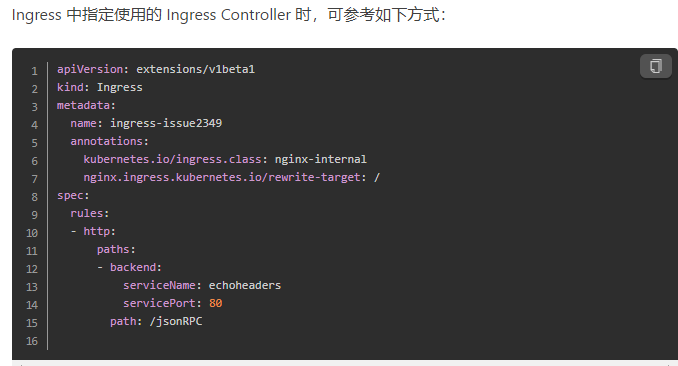 Ingress 中指定使用的 Ingress Controller 时，可参考如下方式：
1 apiVersion: extensions/v1beta1
2 kind: Ingress
3 metadata:
4   name: ingress-issue2349
5   annotations:
6     kubernetes.io/ingress.class: nginx-internal
7     nginx.ingress.kubernetes.io/rewrite-target: /
8 spec:
9   rules:
10   - http:
11       paths:
12       - backend:
13           serviceName: echoheaders
14           servicePort: 80
15         path: /jsonRPC
16